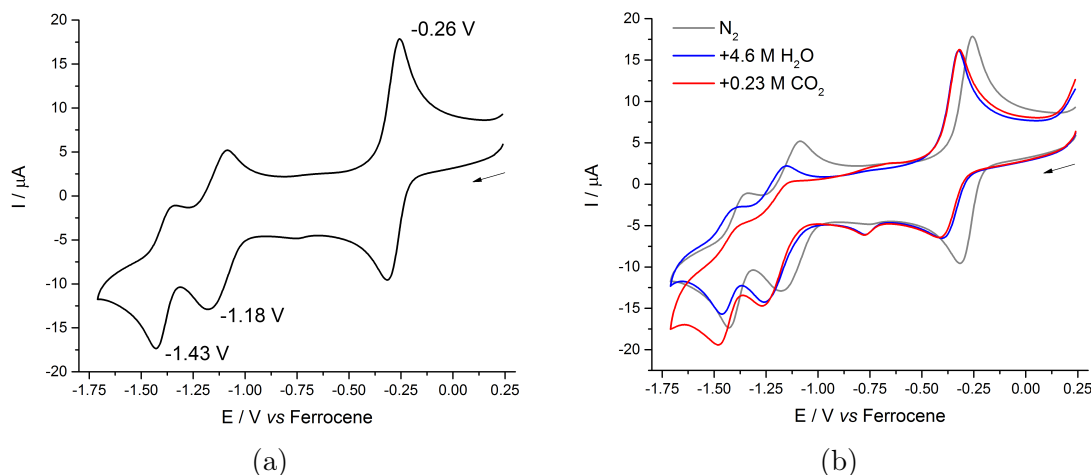 20
15
10
5
0
-5
-10
-15
-20
I / μA
-0.26 V
-1.18 V
-1.43 V
-1.75 -1.50 -1.25 -1.00 -0.75 -0.50 -0.25 0.00 0.25
E / V vs Ferrocene
(a)
20
15
10
5
0
-5
-10
-15
-20
I / μA
N₂
+4.6 M H₂O
+0.23 M CO₂
-1.75 -1.50 -1.25 -1.00 -0.75 -0.50 -0.25 0.00 0.25
E / V vs Ferrocene
(b)